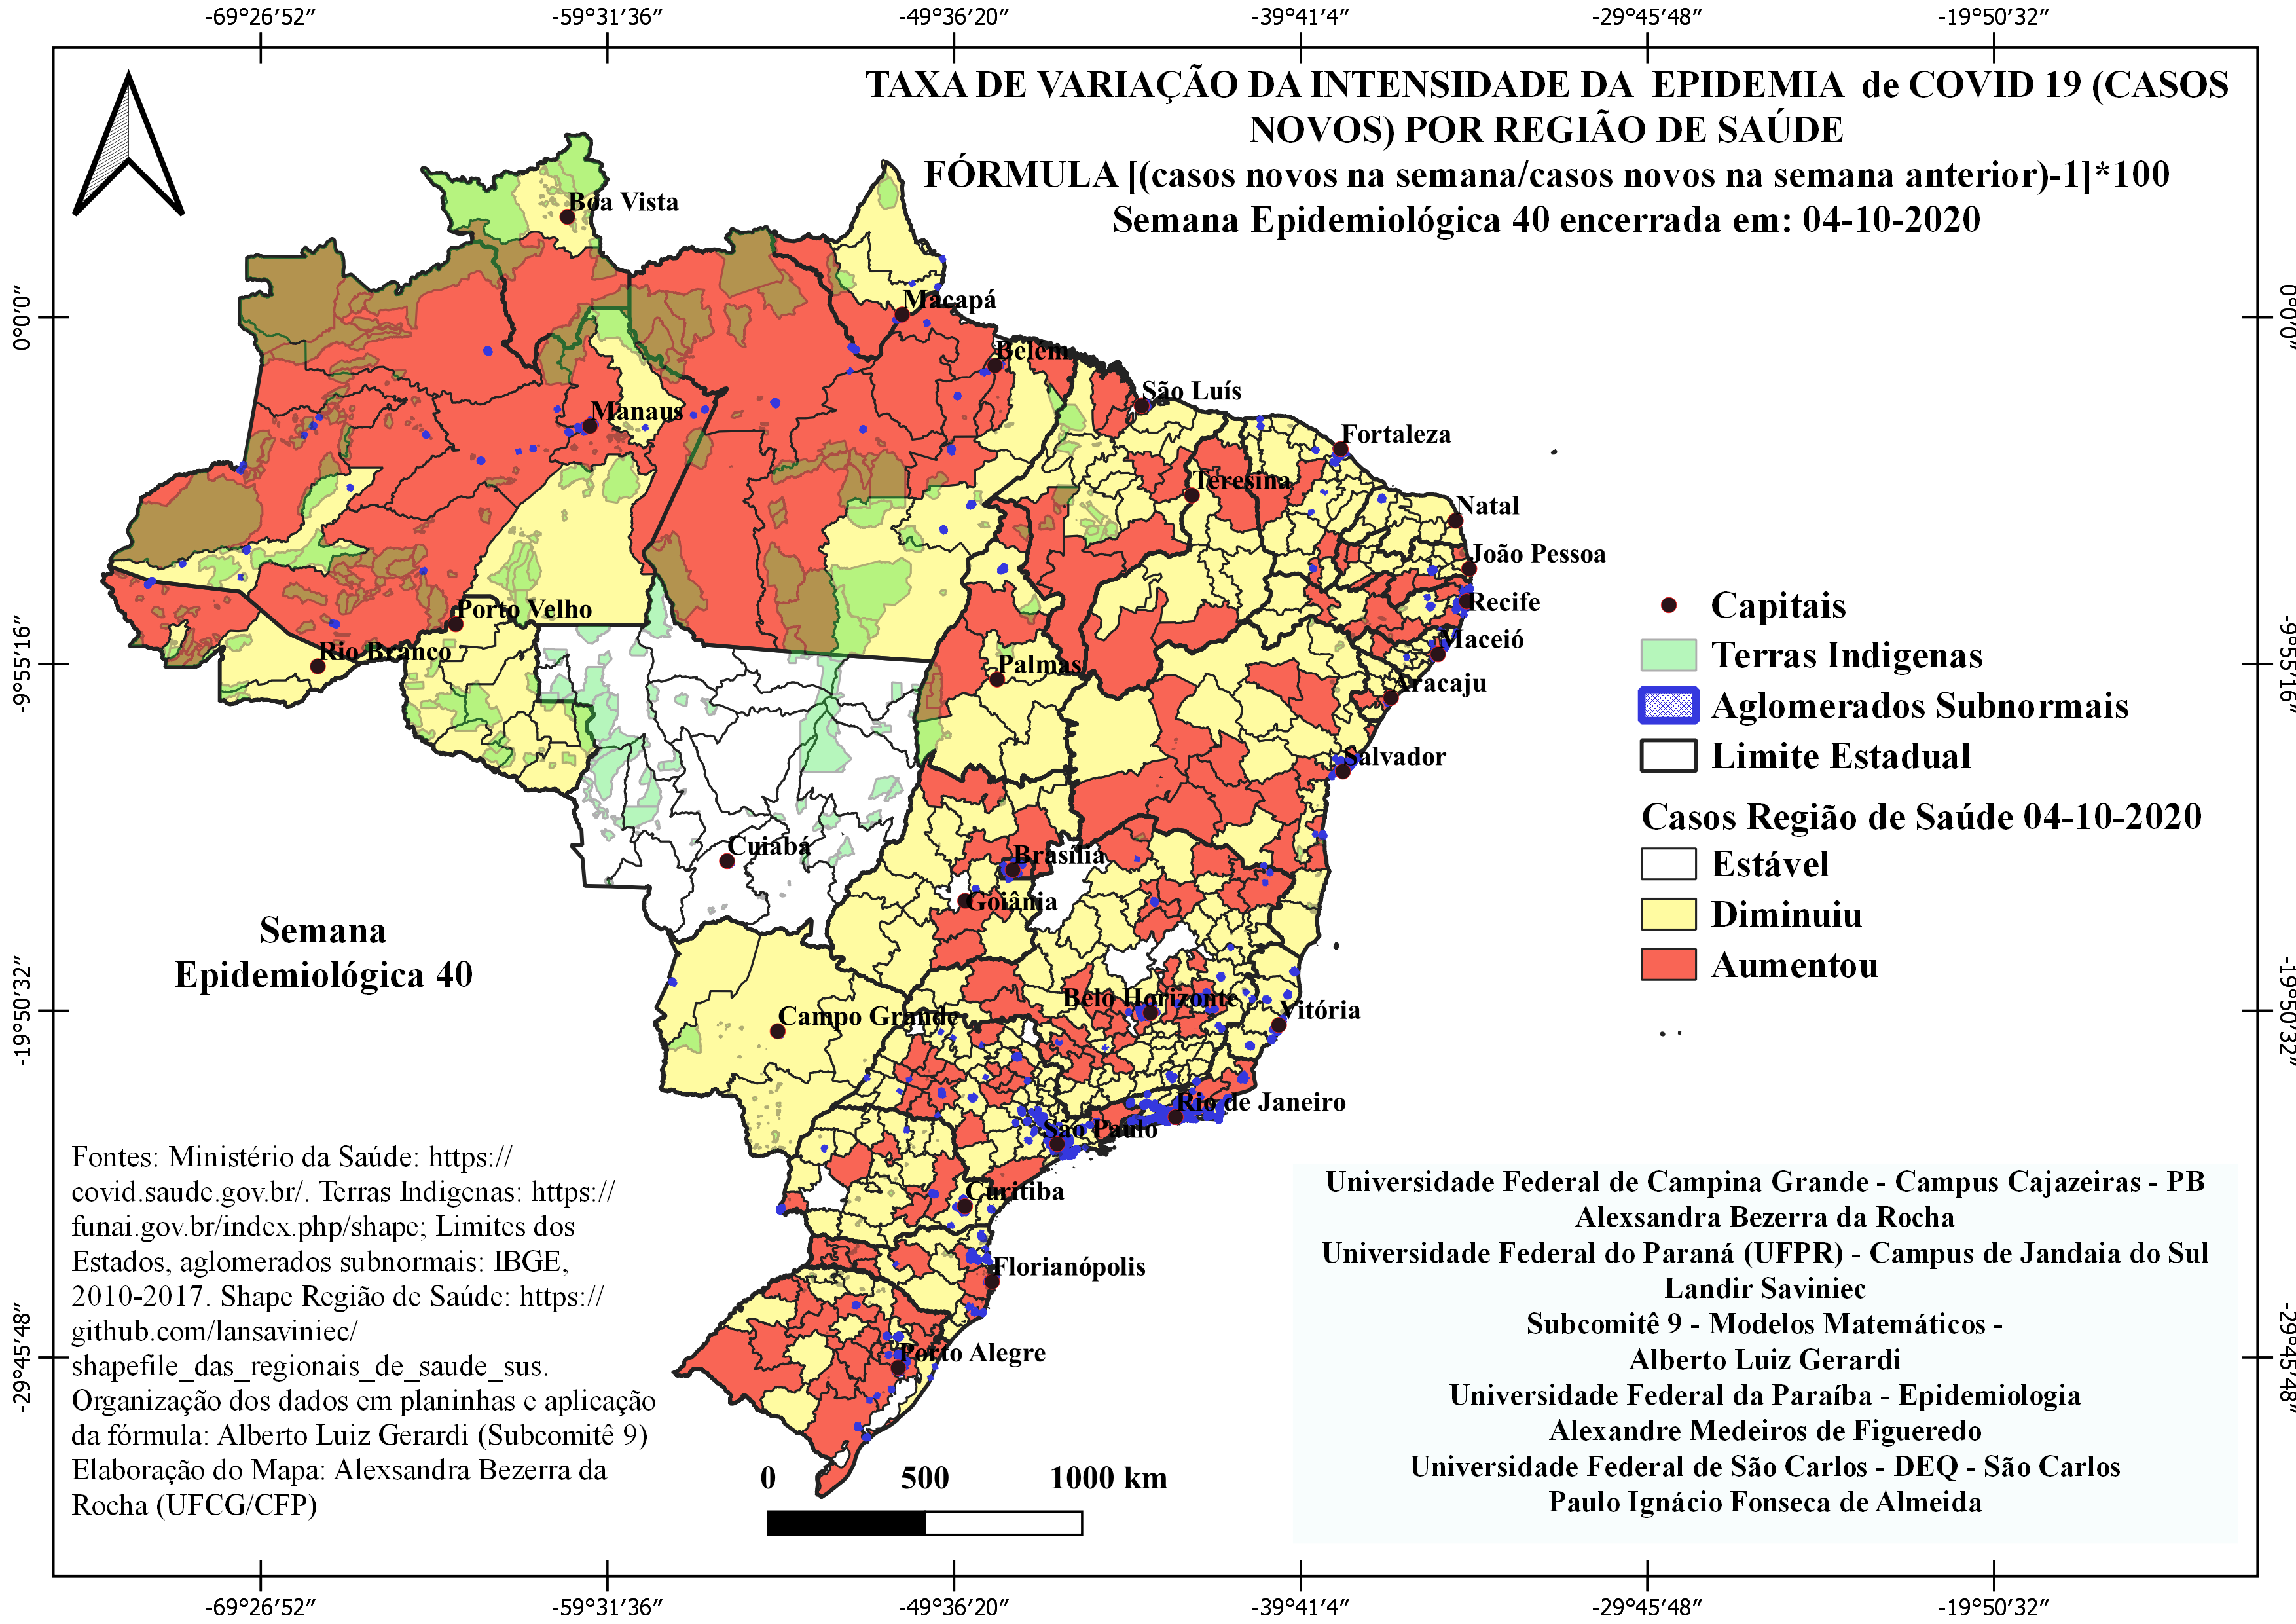 -69°26′52″ -59°31′36″ -49°36′20″ -39°41′4″ -29°45′48″ -19°50′32″
TAXA DE VARIAÇÃO DA INTENSIDADE DA EPIDEMIA de COVID 19 (CASOS
NOVOS) POR REGIÃO DE SAÚDE
FÓRMULA [(casos novos na semana/casos novos na semana anterior)-1]*100
Semana Epidemiológica 40 encerrada em: 04-10-2020
0°0′0″
-9°55′16″
-19°50′32″
-29°45′48″
0°0′0″
-9°55′16″
-19°50′32″
-29°45′48″
Boa Vista
Macapá
Belém
São Luís
Manaus
Fortaleza
Teresina
Natal
João Pessoa
Recife
Porto Velho
Maceió
Rio Branco
Palmas
Aracaju
Salvador
Cuiabá
Brasília
Goiânia
Belo Horizonte
Vitória
Campo Grande
Rio de Janeiro
São Paulo
Curitiba
Florianópolis
Porto Alegre
Capitais
Terras Indigenas
Aglomerados Subnormais
Limite Estadual
Casos Região de Saúde 04-10-2020
Estável
Diminuiu
Aumentou
Semana
Epidemiológica 40
Fontes: Ministério da Saúde: https://
covid.saude.gov.br/. Terras Indigenas: https://
funai.gov.br/index.php/shape; Limites dos
Estados, aglomerados subnormais: IBGE,
2010-2017. Shape Região de Saúde: https://
github.com/lansaviniec/
shapefile_das_regionais_de_saude_sus.
Organização dos dados em planinhas e aplicação
da fórmula: Alberto Luiz Gerardi (Subcomitê 9)
Elaboração do Mapa: Alexsandra Bezerra da
Rocha (UFCG/CFP)
0 500 1000 km
Universidade Federal de Campina Grande - Campus Cajazeiras - PB
Alexsandra Bezerra da Rocha
Universidade Federal do Paraná (UFPR) - Campus de Jandaia do Sul
Landir Saviniec
Subcomitê 9 - Modelos Matemáticos -
Alberto Luiz Gerardi
Universidade Federal da Paraíba - Epidemiologia
Alexandre Medeiros de Figueredo
Universidade Federal de São Carlos - DEQ - São Carlos
Paulo Ignácio Fonseca de Almeida
-69°26′52″ -59°31′36″ -49°36′20″ -39°41′4″ -29°45′48″ -19°50′32″